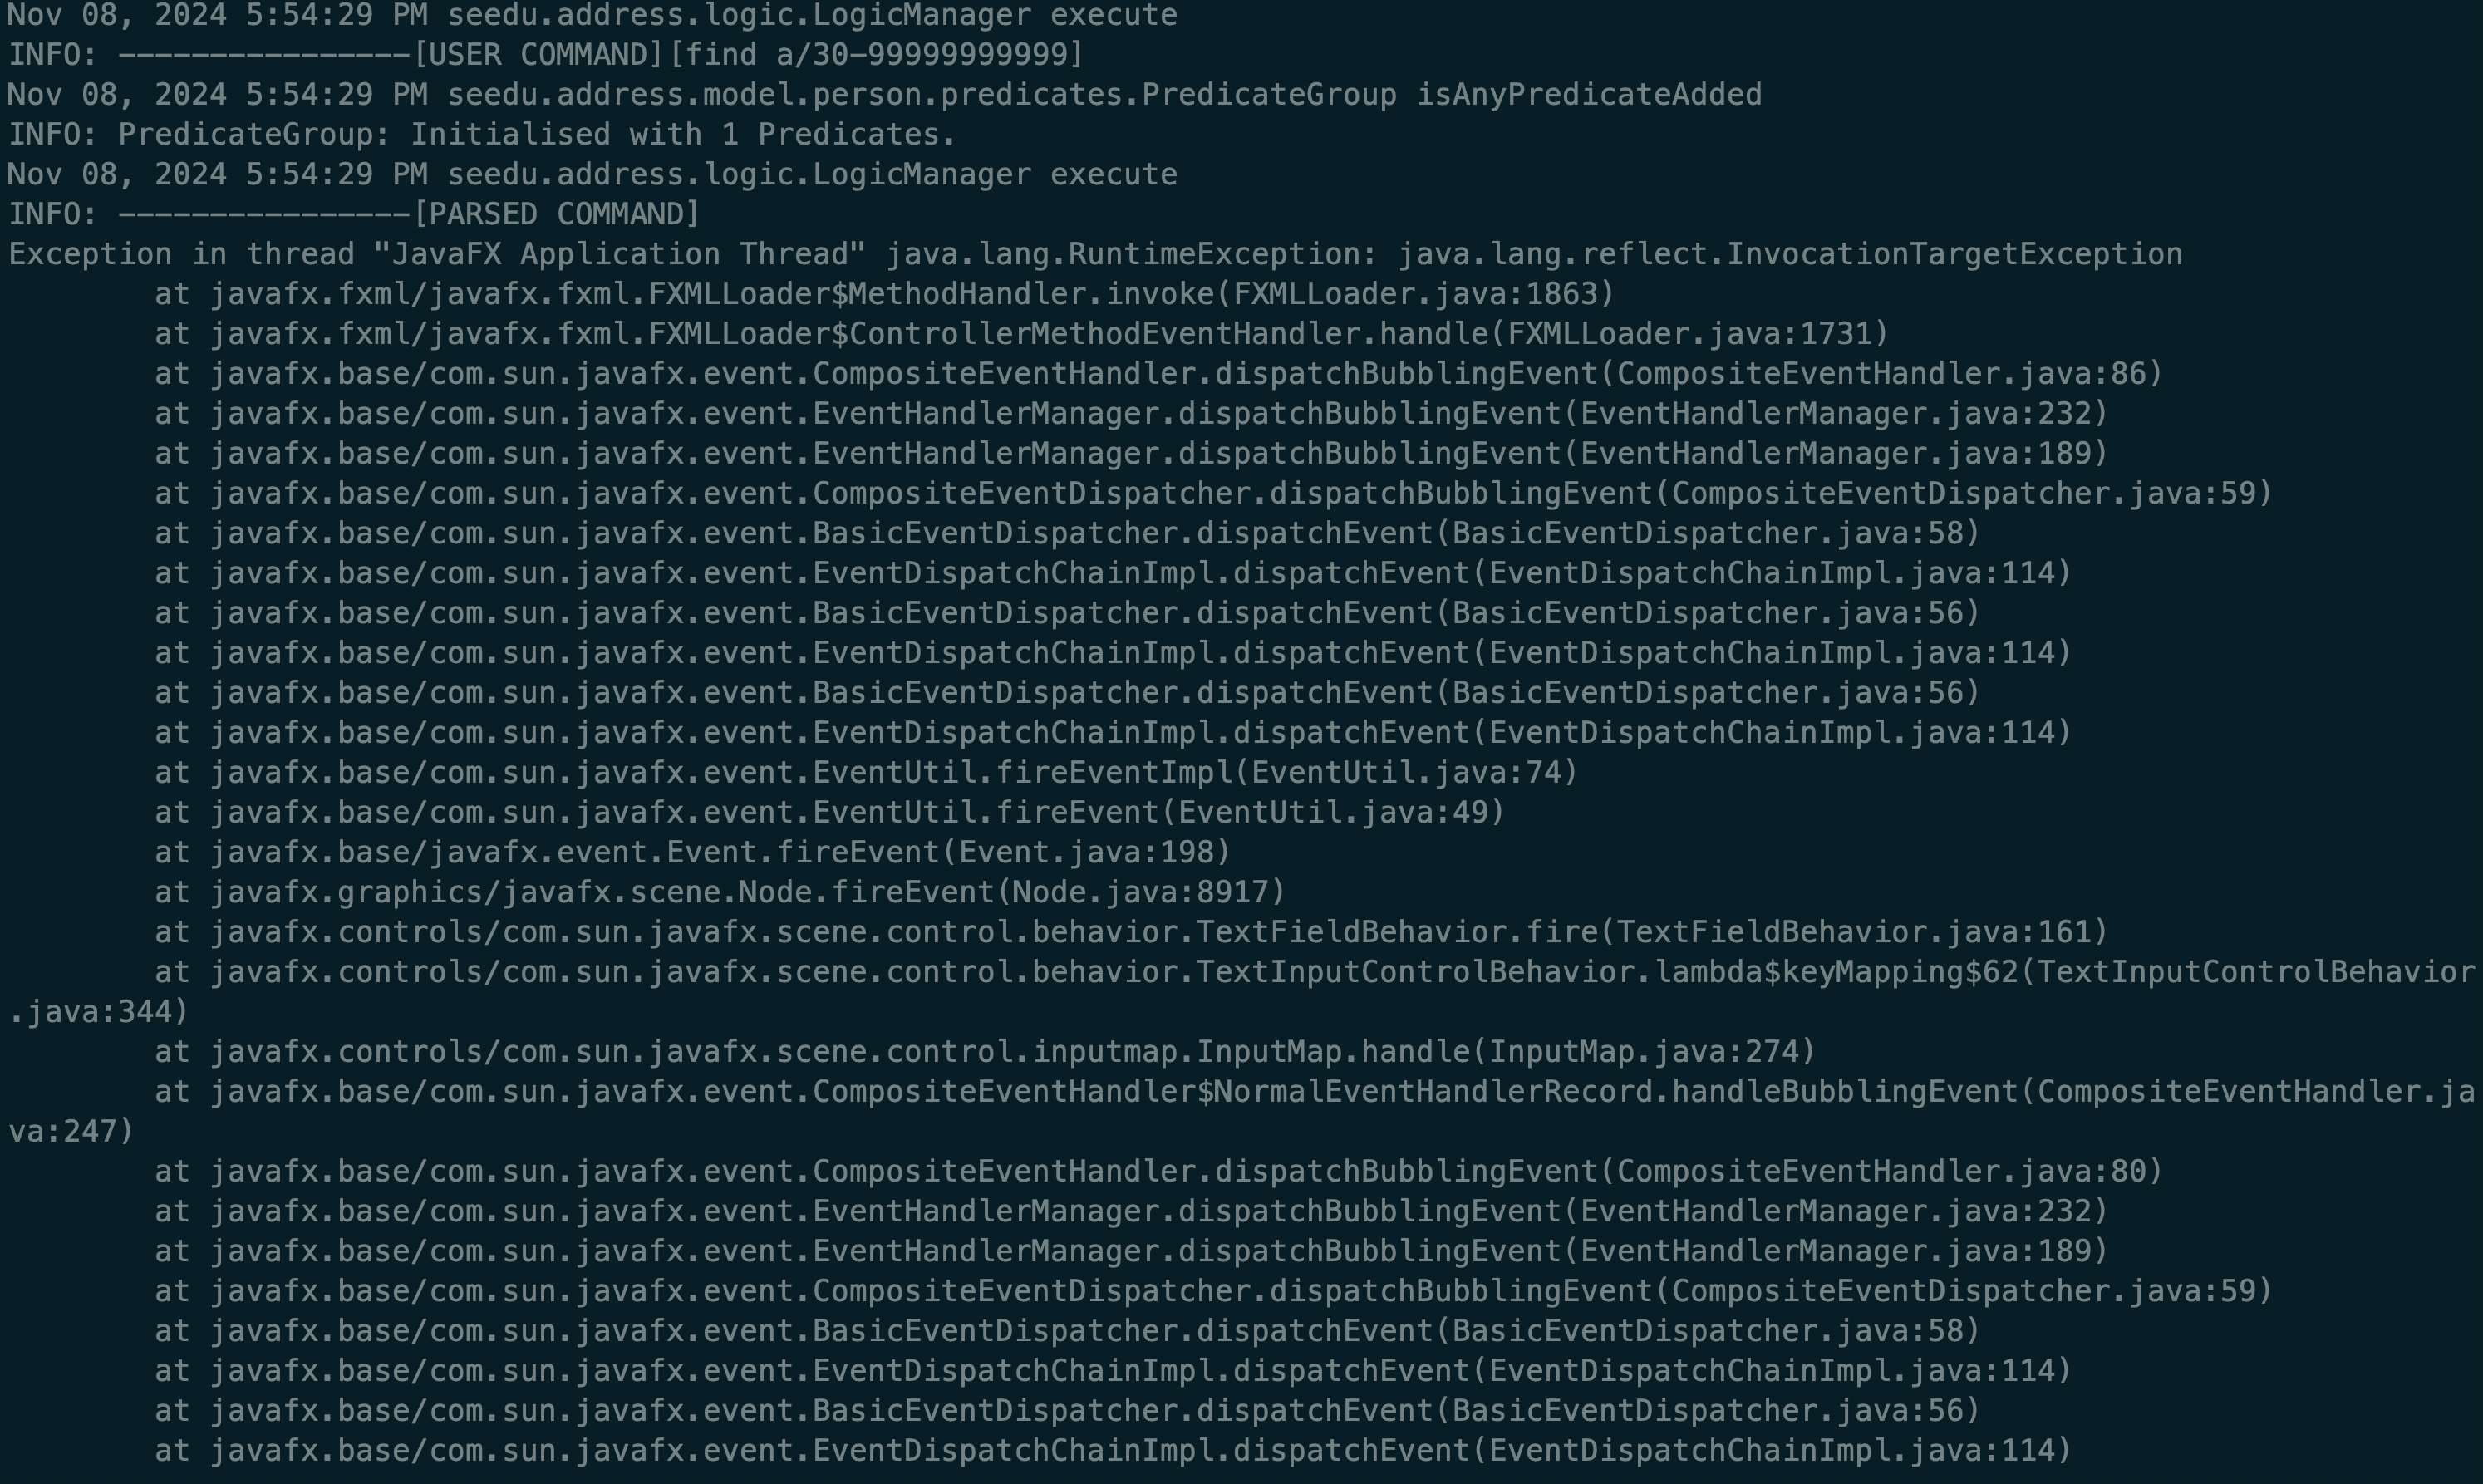 Nov 08, 2024 5:54:29 PM seedu.address.logic.LogicManager execute
INFO: ----------------[USER COMMAND][find a/30-99999999999]
Nov 08, 2024 5:54:29 PM seedu.address.model.person.predicates.PredicateGroup isAnyPredicateAdded
INFO: PredicateGroup: Initialised with 1 Predicates.
Nov 08, 2024 5:54:29 PM seedu.address.logic.LogicManager execute
INFO: ----------------[PARSED COMMAND]
Exception in thread "JavaFX Application Thread" java.lang.RuntimeException: java.lang.reflect.InvocationTargetException
        at javafx.fxml/javafx.fxml.FXMLLoader$MethodHandler.invoke(FXMLLoader.java:1863)
        at javafx.fxml/javafx.fxml.FXMLLoader$ControllerMethodEventHandler.handle(FXMLLoader.java:1731)
        at javafx.base/com.sun.javafx.event.CompositeEventHandler.dispatchBubblingEvent(CompositeEventHandler.java:86)
        at javafx.base/com.sun.javafx.event.EventHandlerManager.dispatchBubblingEvent(EventHandlerManager.java:232)
        at javafx.base/com.sun.javafx.event.EventHandlerManager.dispatchBubblingEvent(EventHandlerManager.java:189)
        at javafx.base/com.sun.javafx.event.CompositeEventDispatcher.dispatchBubblingEvent(CompositeEventDispatcher.java:59)
        at javafx.base/com.sun.javafx.event.BasicEventDispatcher.dispatchEvent(BasicEventDispatcher.java:58)
        at javafx.base/com.sun.javafx.event.EventDispatchChainImpl.dispatchEvent(EventDispatchChainImpl.java:114)
        at javafx.base/com.sun.javafx.event.BasicEventDispatcher.dispatchEvent(BasicEventDispatcher.java:56)
        at javafx.base/com.sun.javafx.event.EventDispatchChainImpl.dispatchEvent(EventDispatchChainImpl.java:114)
        at javafx.base/com.sun.javafx.event.BasicEventDispatcher.dispatchEvent(BasicEventDispatcher.java:56)
        at javafx.base/com.sun.javafx.event.EventDispatchChainImpl.dispatchEvent(EventDispatchChainImpl.java:114)
        at javafx.base/com.sun.javafx.event.EventUtil.fireEventImpl(EventUtil.java:74)
        at javafx.base/com.sun.javafx.event.EventUtil.fireEvent(EventUtil.java:49)
        at javafx.base/javafx.event.Event.fireEvent(Event.java:198)
        at javafx.graphics/javafx.scene.Node.fireEvent(Node.java:8917)
        at javafx.controls/com.sun.javafx.scene.control.behavior.TextFieldBehavior.fire(TextFieldBehavior.java:161)
        at javafx.controls/com.sun.javafx.scene.control.behavior.TextInputControlBehavior.lambda$keyMapping$62(TextInputControlBehavior
.java:344)
        at javafx.controls/com.sun.javafx.scene.control.inputmap.InputMap.handle(InputMap.java:274)
        at javafx.base/com.sun.javafx.event.CompositeEventHandler$NormalEventHandlerRecord.handleBubblingEvent(CompositeEventHandler.ja
va:247)
        at javafx.base/com.sun.javafx.event.CompositeEventHandler.dispatchBubblingEvent(CompositeEventHandler.java:80)
        at javafx.base/com.sun.javafx.event.EventHandlerManager.dispatchBubblingEvent(EventHandlerManager.java:232)
        at javafx.base/com.sun.javafx.event.EventHandlerManager.dispatchBubblingEvent(EventHandlerManager.java:189)
        at javafx.base/com.sun.javafx.event.CompositeEventDispatcher.dispatchBubblingEvent(CompositeEventDispatcher.java:59)
        at javafx.base/com.sun.javafx.event.BasicEventDispatcher.dispatchEvent(BasicEventDispatcher.java:58)
        at javafx.base/com.sun.javafx.event.EventDispatchChainImpl.dispatchEvent(EventDispatchChainImpl.java:114)
        at javafx.base/com.sun.javafx.event.BasicEventDispatcher.dispatchEvent(BasicEventDispatcher.java:56)
        at javafx.base/com.sun.javafx.event.EventDispatchChainImpl.dispatchEvent(EventDispatchChainImpl.java:114)